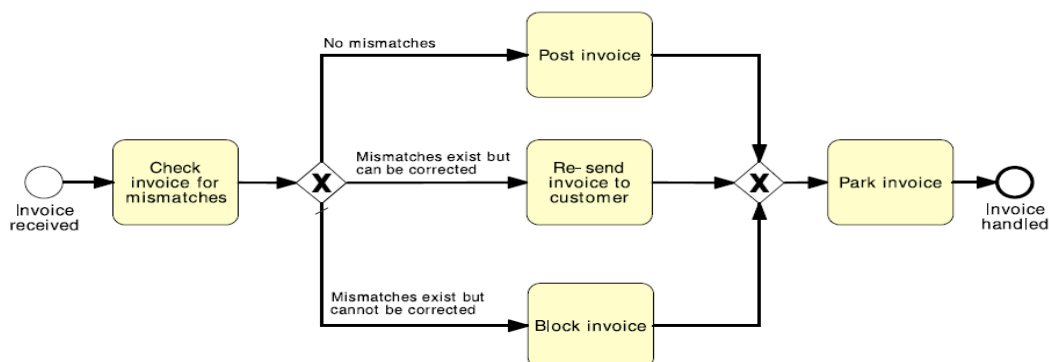 No mismatches
Post invoice
Check
invoice for
mismatches
X
Mismatches exist but
can be corrected
Re-send
invoice to
customer
X
Park invoice
Invoice
received
Invoice
handled
Mismatches exist but
cannot be corrected
Block invoice